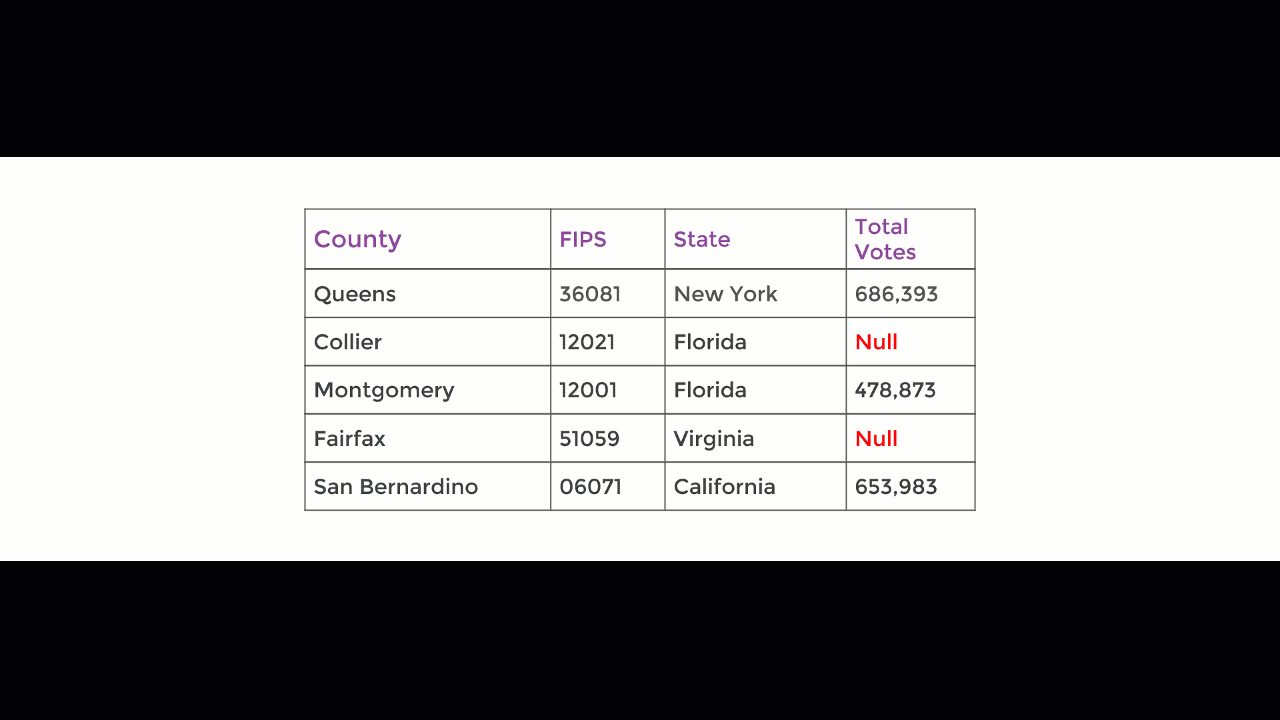 County FIPS State Total Votes
Queens 36081 New York 686,393
Collier 12021 Florida Null
Montgomery 12001 Florida 478,873
Fairfax 51059 Virginia Null
San Bernardino 06071 California 653,983